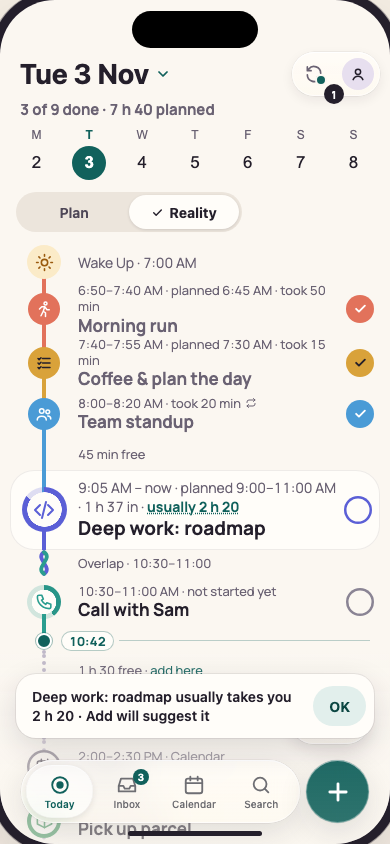 Tue 3 Nov
1
3 of 9 done · 7 h 40 planned
M T W T F S S
2 3 4 5 6 7 8
Plan
Reality
Wake Up · 7:00 AM
6:50–7:40 AM · planned 6:45 AM · took 50
min
Morning run
7:40–7:55 AM · planned 7:30 AM · took 15
min
Coffee & plan the day
8:00–8:20 AM · took 20 min
Team standup
45 min free
9:05 AM – now · planned 9:00–11:00 AM
· 1 h 37 in · usually 2 h 20
Deep work: roadmap
Overlap · 10:30–11:00
10:30–11:00 AM · not started yet
Call with Sam
10:42
1 h 30 free · add here
Deep work: roadmap usually takes you
2 h 20 · Add will suggest it
OK
2:00–2:30 PM · Calendar
3
Today
Inbox
Calendar
Search
Pick up parcel